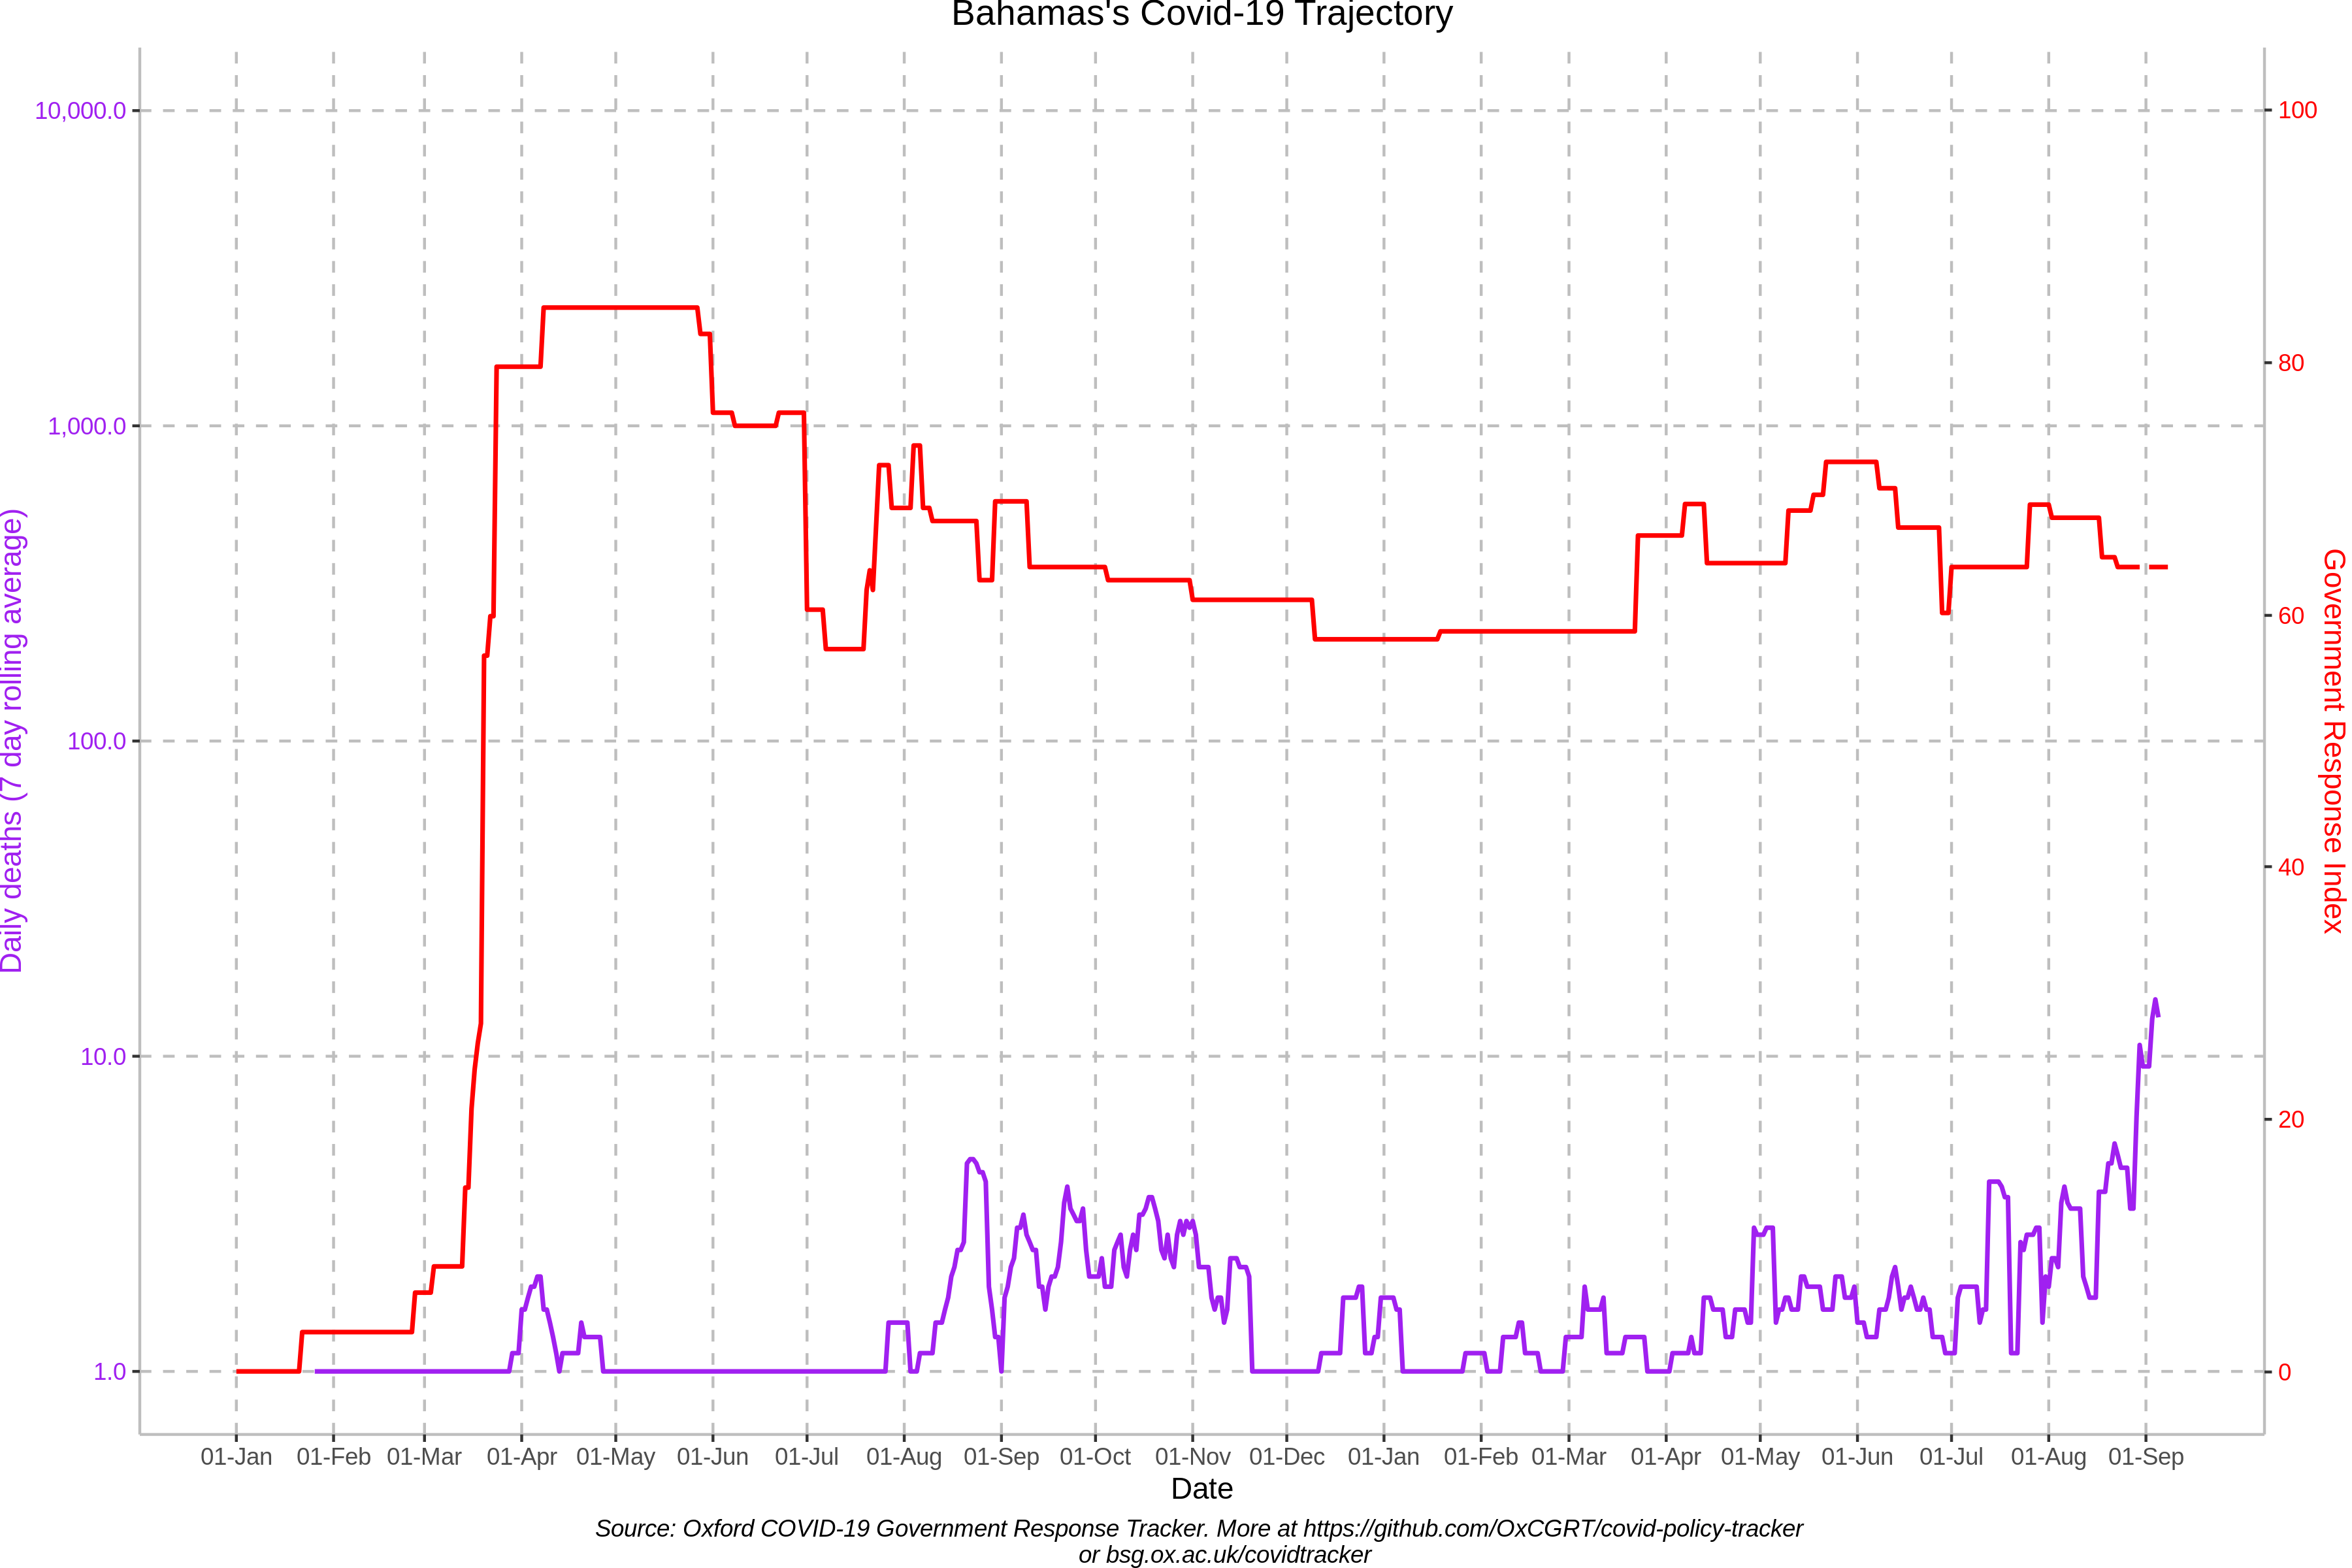 Bahamas's Covid-19 Trajectory
Daily deaths (7 day rolling average)
10,000.0
1,000.0
100.0
10.0
1.0
Government Response Index
100
80
60
40
20
0
01-Jan 01-Feb 01-Mar 01-Apr 01-May 01-Jun 01-Jul 01-Aug 01-Sep 01-Oct 01-Nov 01-Dec 01-Jan 01-Feb 01-Mar 01-Apr 01-May 01-Jun 01-Jul 01-Aug 01-Sep
Date
Source: Oxford COVID-19 Government Response Tracker. More at https://github.com/OxCGRT/covid-policy-tracker
or bsg.ox.ac.uk/covidtracker